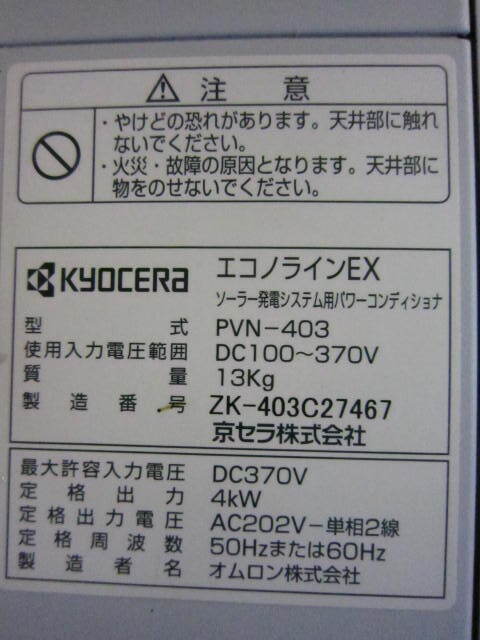 ⚠ 注意
・やけどの恐れがあります。天井部に触れ
ないでください。
・火災・故障の原因となります。天井部に
物をのせないでください。
KYOCERA エコノラインEX
ソーラー発電システム用パワーコンディショナ
型式 PVN-403
使用入力電圧範囲 DC100~370V
質量 13Kg
製造番号 ZK-403C27467
京セラ株式会社
最大許容入力電圧 DC370V
定格出力 4kW
定格出力電圧 AC202V-単相2線
定格周波数 50Hzまたは60Hz
製造者名 オムロン株式会社